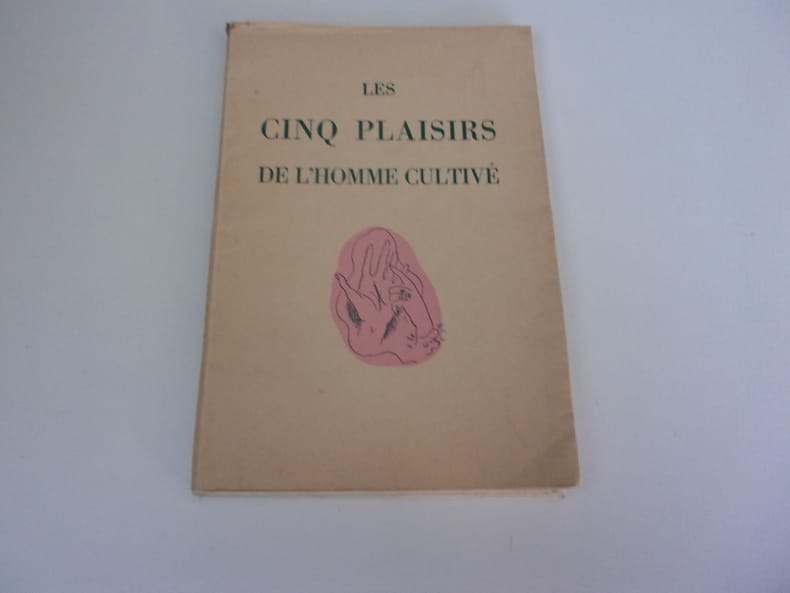 LES
CINQ PLAISIRS
DE L'HOMME CULTIVÉ